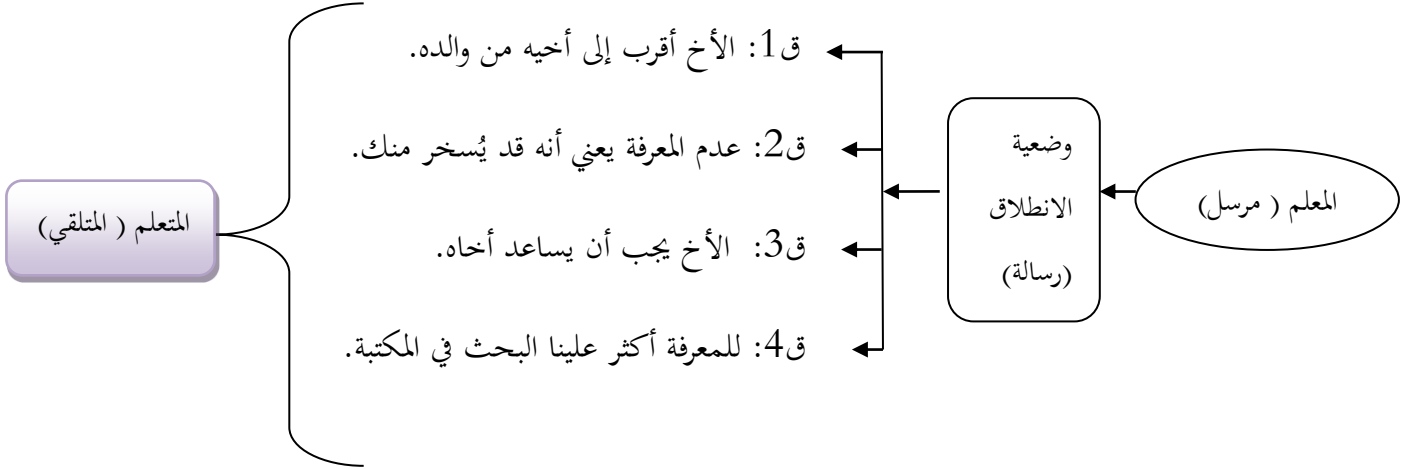 المعلم ( مرسل)
وضعية
الانطلاق
(رسالة)
ق1: الأخ أقرب إلى أخيه من والده.
ق2: عدم المعرفة يعني أنه قد يُسخر منك.
ق3: الأخ يجب أن يساعد أخاه.
ق4: للمعرفة أكثر علينا البحث في المكتبة.
المتعلم ( المتلقي)